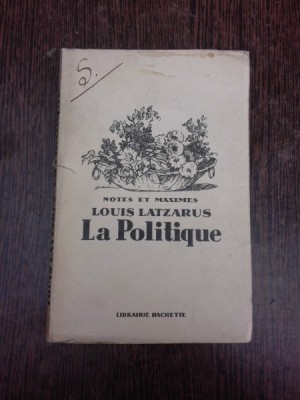 S.
NOTES ET MAXIMES
LOUIS LATZARUS
La Politique
LIBRAIRIE HACHETTE